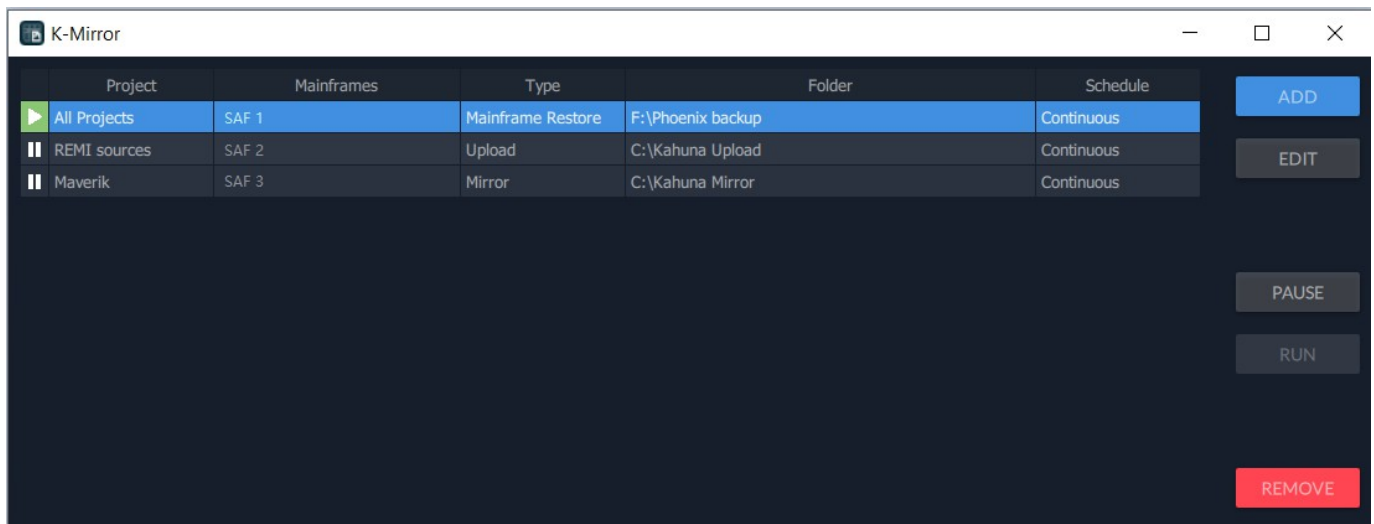 K-Mirror
Project Mainframes Type Folder Schedule
ADD
All Projects SAF 1 Mainframe Restore F:\Phoenix backup Continuous
REMI sources SAF 2 Upload C:\Kahuna Upload Continuous
EDIT
Maverik SAF 3 Mirror C:\Kahuna Mirror Continuous
PAUSE
RUN
REMOVE